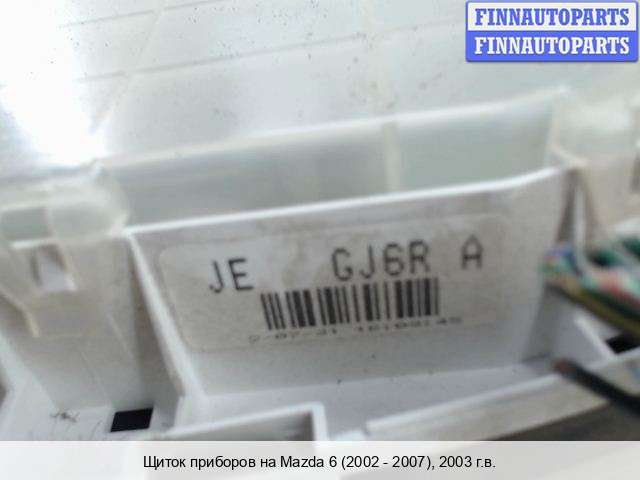 FINNAUTOPARTS
FINNAUTOPARTS
JE GJ6R A
Щиток приборов на Mazda 6 (2002 - 2007), 2003 г.в.